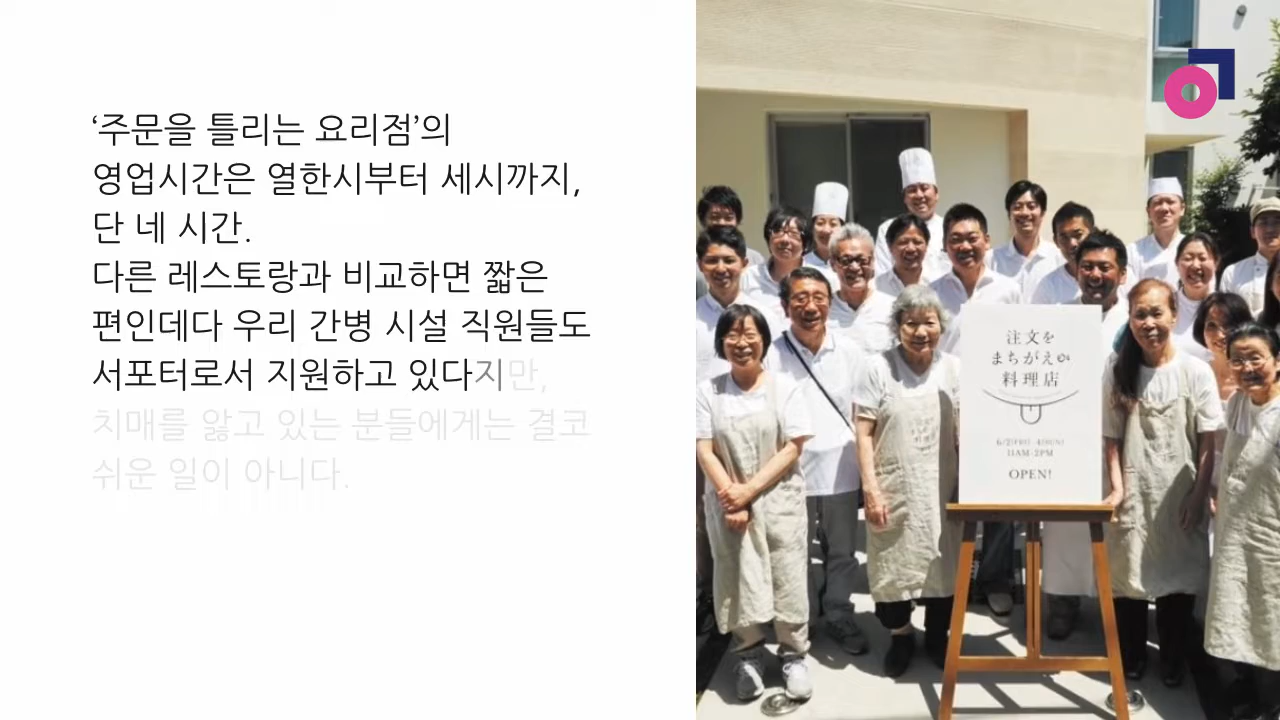 ‘주문을 틀리는 요리점’의
영업시간은 열한시부터 세시까지,
단 네 시간.
다른 레스토랑과 비교하면 짧은
편인데다 우리 간병 시설 직원들도
서포터로서 지원하고 있다지만,
치매를 앓고 있는 분들에게는 결코
쉬운 일이 아니다.
注文を
まちがえる
料理店
11AM-2PM
OPEN!